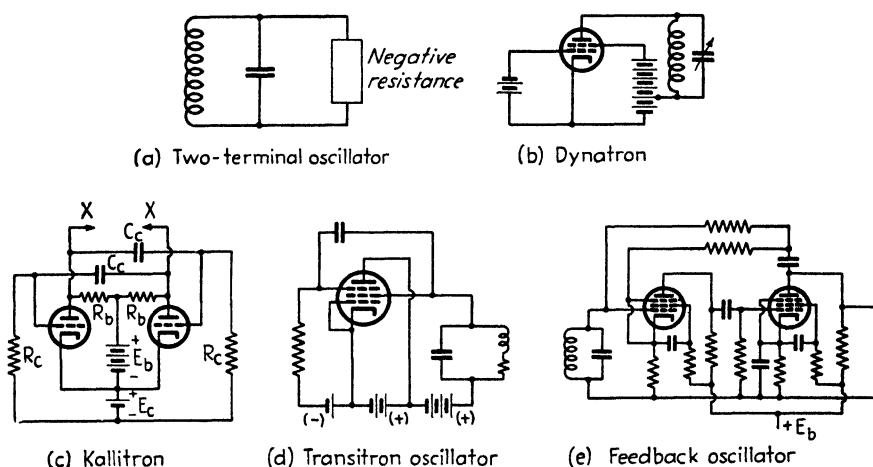 Negative
resistance
(a) Two-terminal oscillator
(b) Dynatron
X X
C_c
C_c
R_b R_b
R_c
+
E_b
-
R_c
+
-E_c
(c) Kallitron
(-) (+) (+)
(d) Transitron oscillator
+E_b
(e) Feedback oscillator